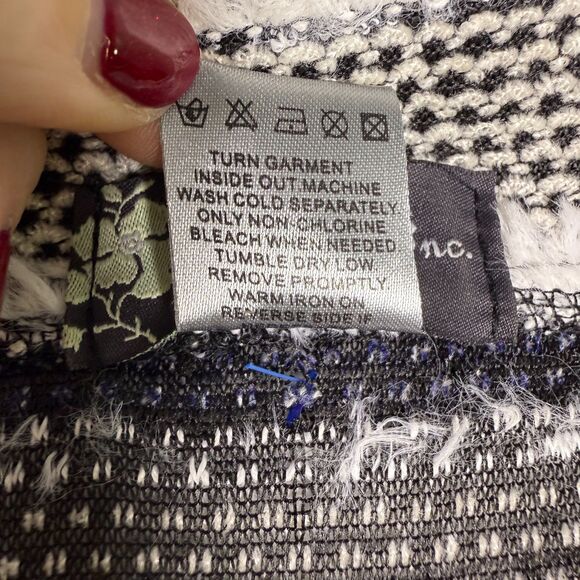 TURN GARMENT
INSIDE OUT MACHINE
WASH COLD SEPARATELY
ONLY NON-CHLORINE
BLEACH WHEN NEEDED
TUMBLE DRY LOW
REMOVE PROMPTLY
WARM IRON ON
REVERSE SIDE IF
nc.